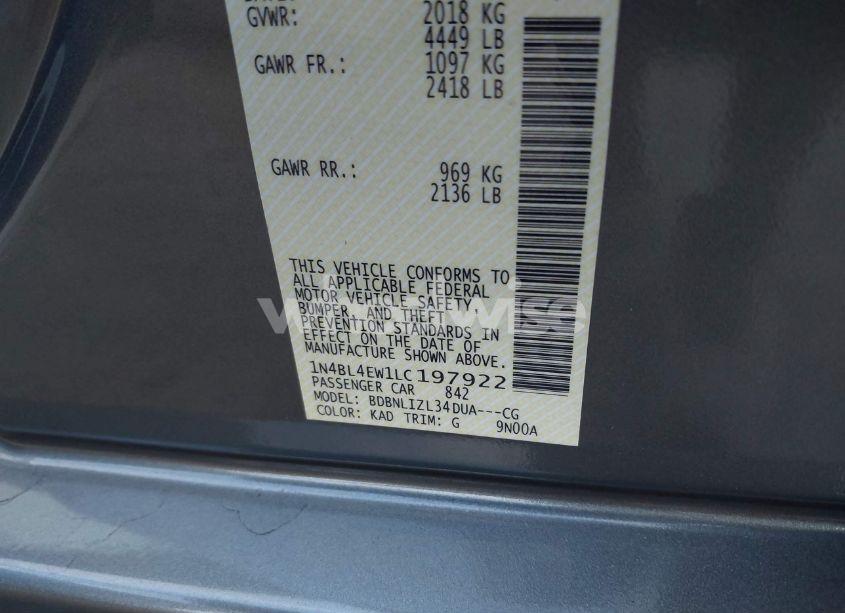 GVWR: 2018 KG
4449 LB
GAWR FR.: 1097 KG
2418 LB
GAWR RR.: 969 KG
2136 LB
THIS VEHICLE CONFORMS TO
ALL APPLICABLE FEDERAL
MOTOR VEHICLE SAFETY,
BUMPER, AND THEFT
PREVENTION STANDARDS IN
EFFECT ON THE DATE OF
MANUFACTURE SHOWN ABOVE.
1N4BL4EW1LC197922
PASSENGER CAR 842
MODEL: BDBNLIZL34DUA---CG
COLOR: KAD TRIM: G 9N00A